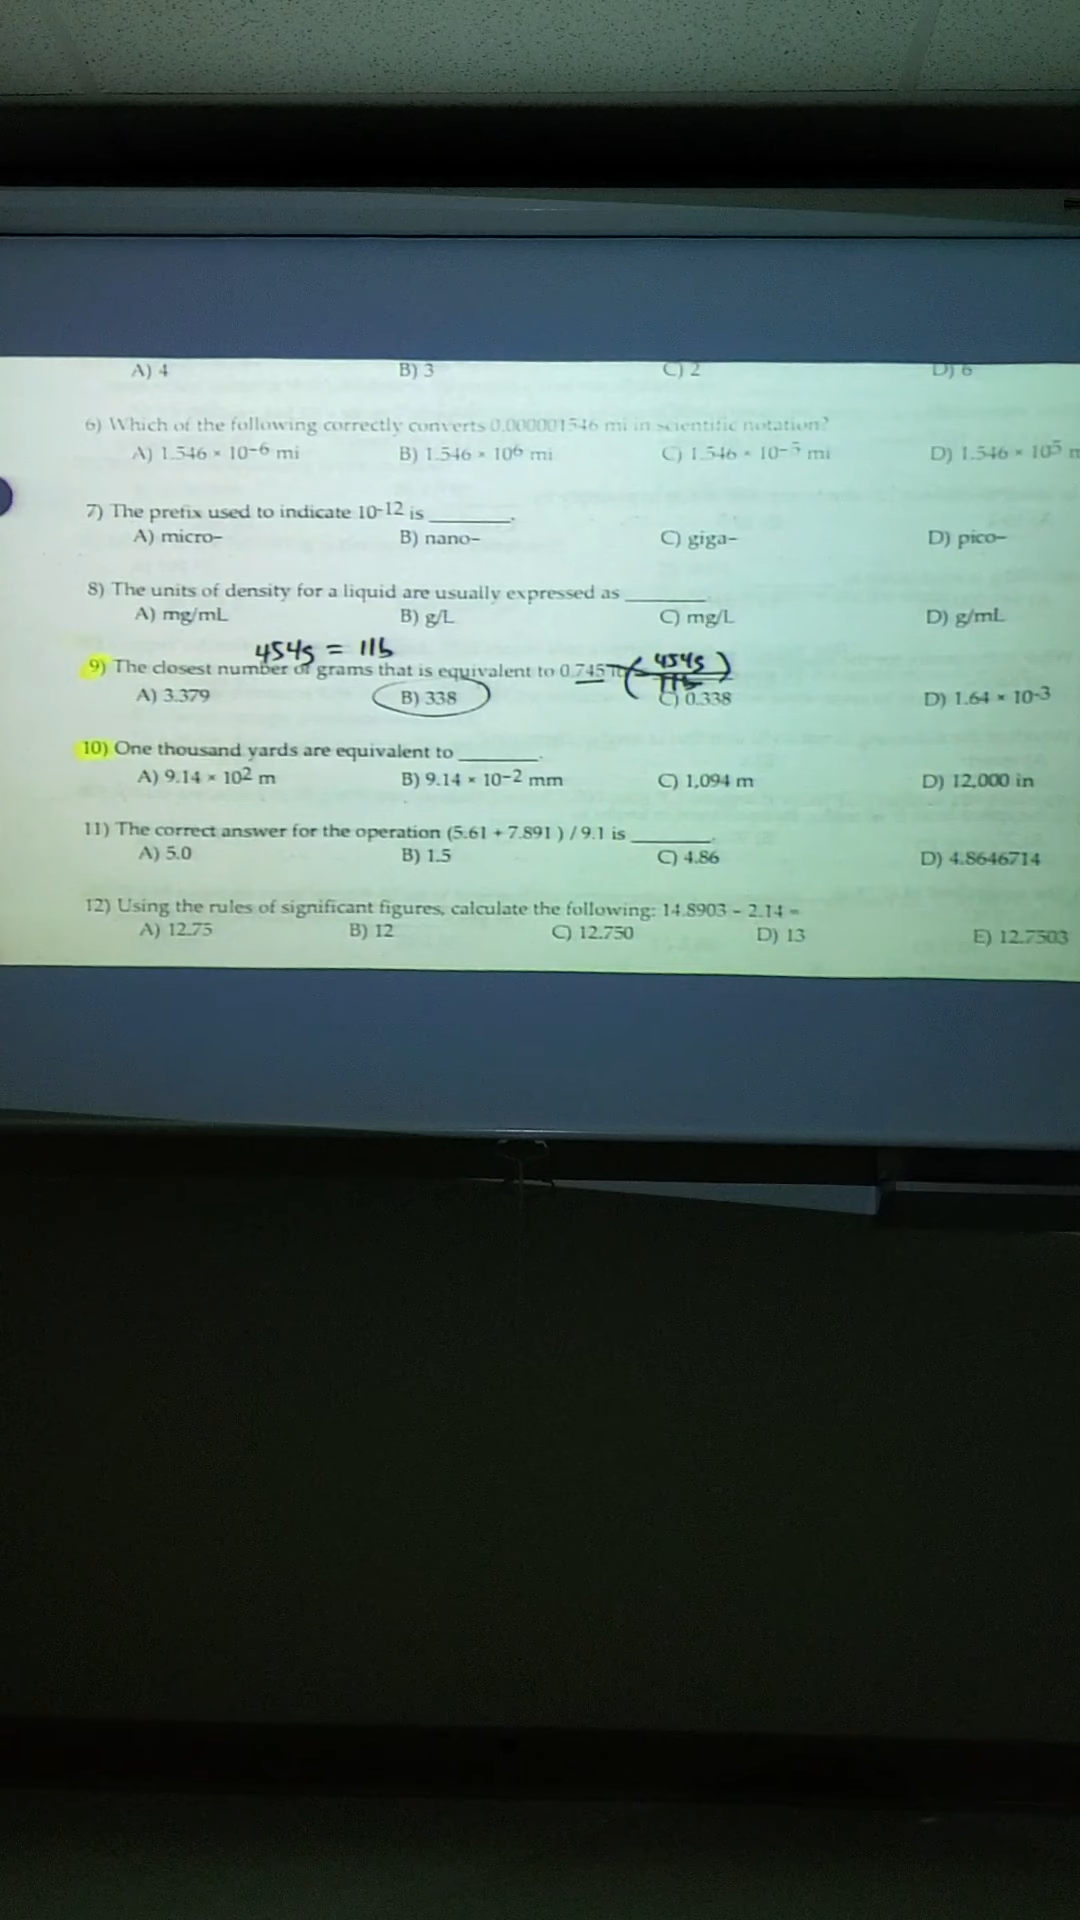 A) 4 B) 3 C) 2 D) 6
6) Which of the following correctly converts 0.000001546 mi in scientific notation?
A) 1.546 × 10-6 mi B) 1.546 × 106 mi C) 1.546 × 10-5 mi D) 1.546 × 105 m
7) The prefix used to indicate 10-12 is ________.
A) micro- B) nano- C) giga- D) pico-
8) The units of density for a liquid are usually expressed as ________.
A) mg/mL B) g/L C) mg/L D) g/mL
454g = 1lb
9) The closest number of grams that is equivalent to 0.745 lb (454g / 1lb)
A) 3.379 B) 338 C) 0.338 D) 1.64 × 10-3
10) One thousand yards are equivalent to ________.
A) 9.14 × 102 m B) 9.14 × 10-2 mm C) 1,094 m D) 12,000 in
11) The correct answer for the operation (5.61 + 7.891 ) / 9.1 is ________.
A) 5.0 B) 1.5 C) 4.86 D) 4.8646714
12) Using the rules of significant figures, calculate the following: 14.8903 - 2.14 =
A) 12.75 B) 12 C) 12.750 D) 13 E) 12.7503